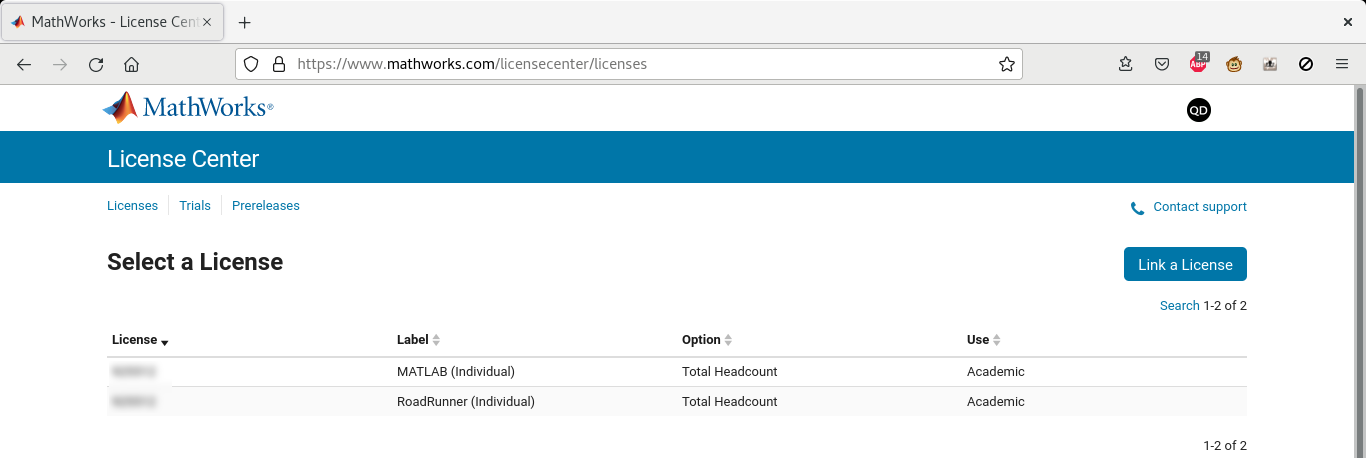 MathWorks - License Cen
https://www.mathworks.com/licensecenter/licenses
14
ABP
MathWorks®
QD
License Center
Licenses Trials Prereleases
Contact support
Select a License
Link a License
Search 1-2 of 2
License Label Option Use
MATLAB (Individual) Total Headcount Academic
RoadRunner (Individual) Total Headcount Academic
1-2 of 2